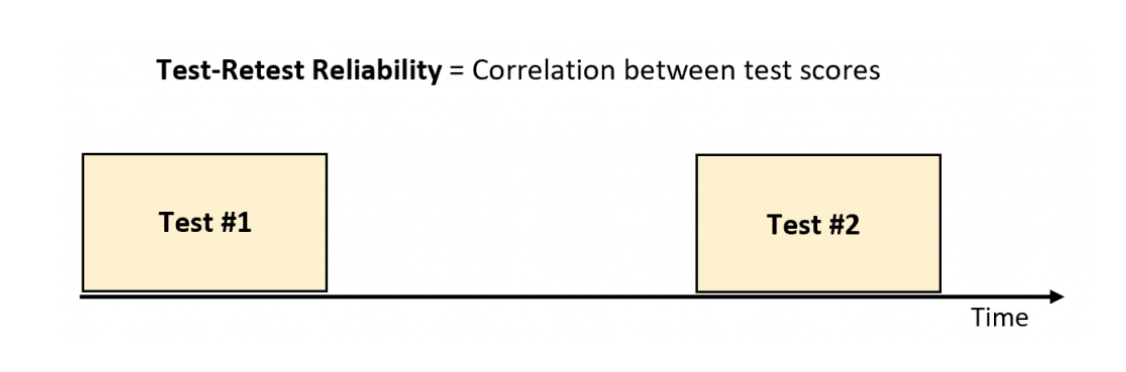 Test-Retest Reliability = Correlation between test scores
Test #1
Test #2
Time